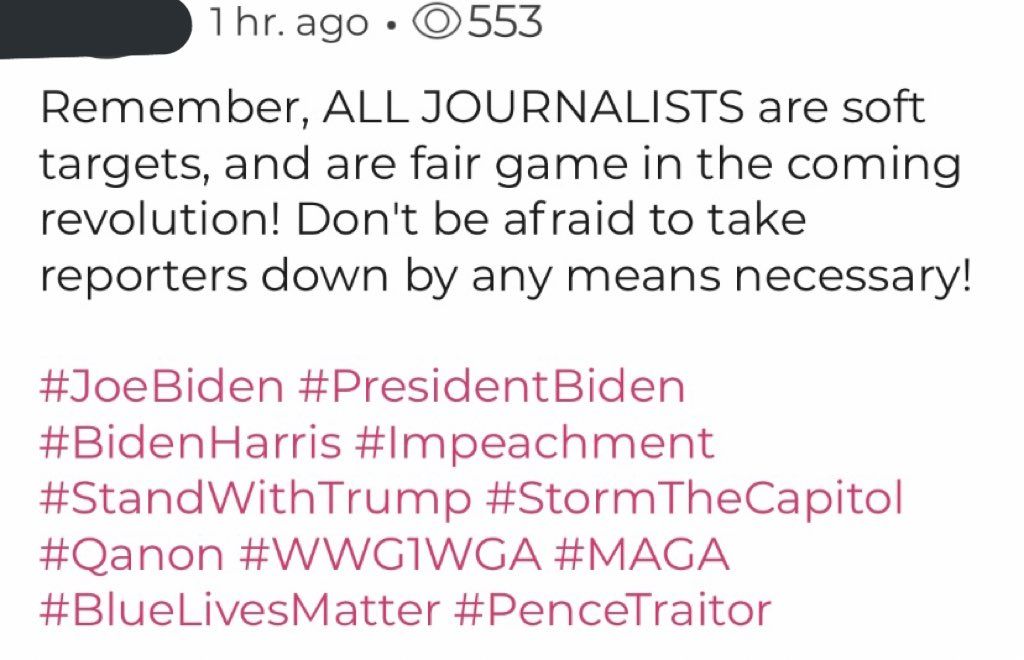 1 hr. ago • 553
Remember, ALL JOURNALISTS are soft
targets, and are fair game in the coming
revolution! Don't be afraid to take
reporters down by any means necessary!
#JoeBiden #PresidentBiden
#BidenHarris #Impeachment
#StandWithTrump #StormTheCapitol
#Qanon #WWG1WGA #MAGA
#BlueLivesMatter #PenceTraitor